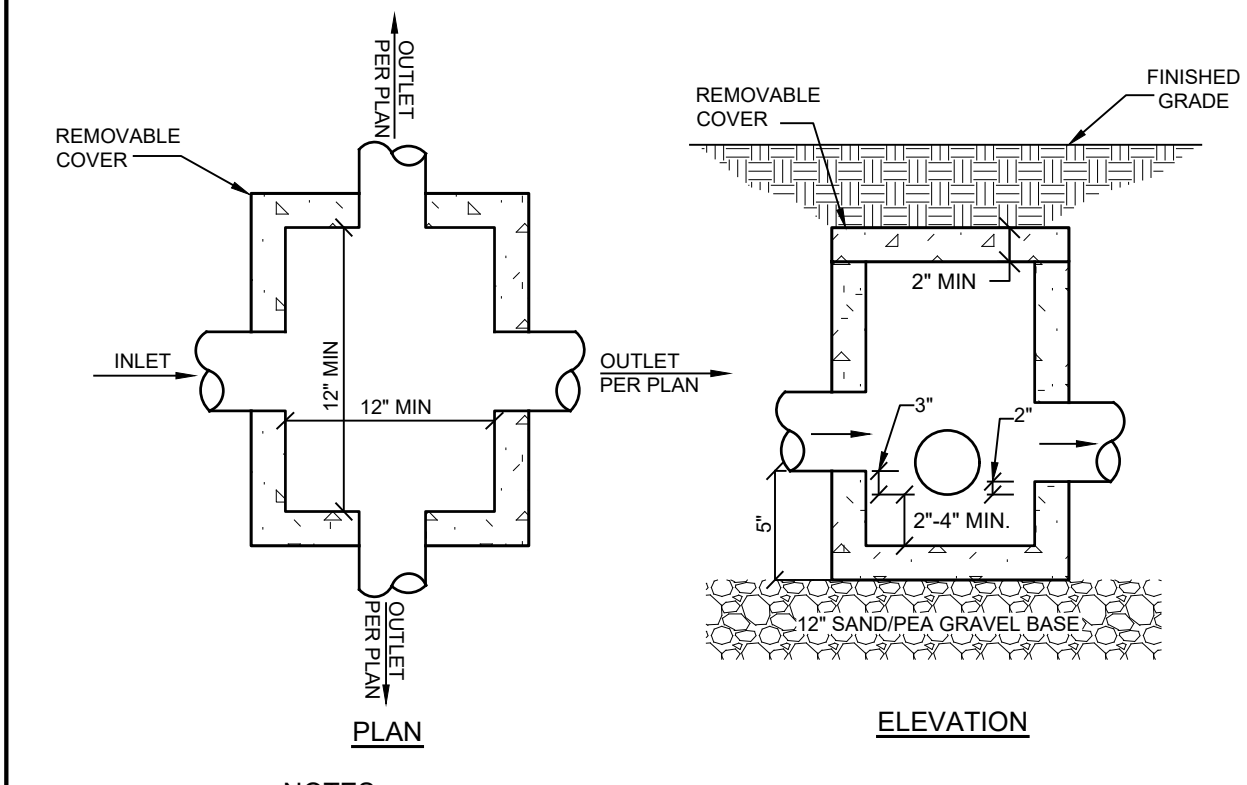 OUTLET
PER PLAN
REMOVABLE
COVER
INLET
12" MIN
12" MIN
OUTLET
PER PLAN
OUTLET
PER PLAN
PLAN
FINISHED
GRADE
REMOVABLE
COVER
2" MIN
3"
2"
2"-4" MIN.
5"
12" SAND/PEA GRAVEL BASE
ELEVATION